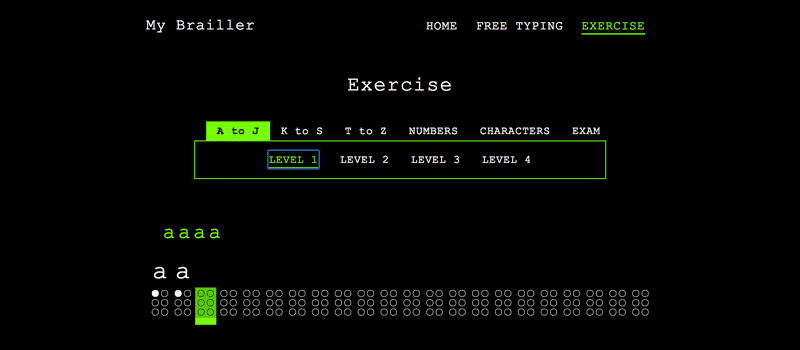 My Brailler HOME FREE TYPING EXERCISE
Exercise
A to J K to S T to Z NUMBERS CHARACTERS EXAM
LEVEL 1 LEVEL 2 LEVEL 3 LEVEL 4
aaaa
a a